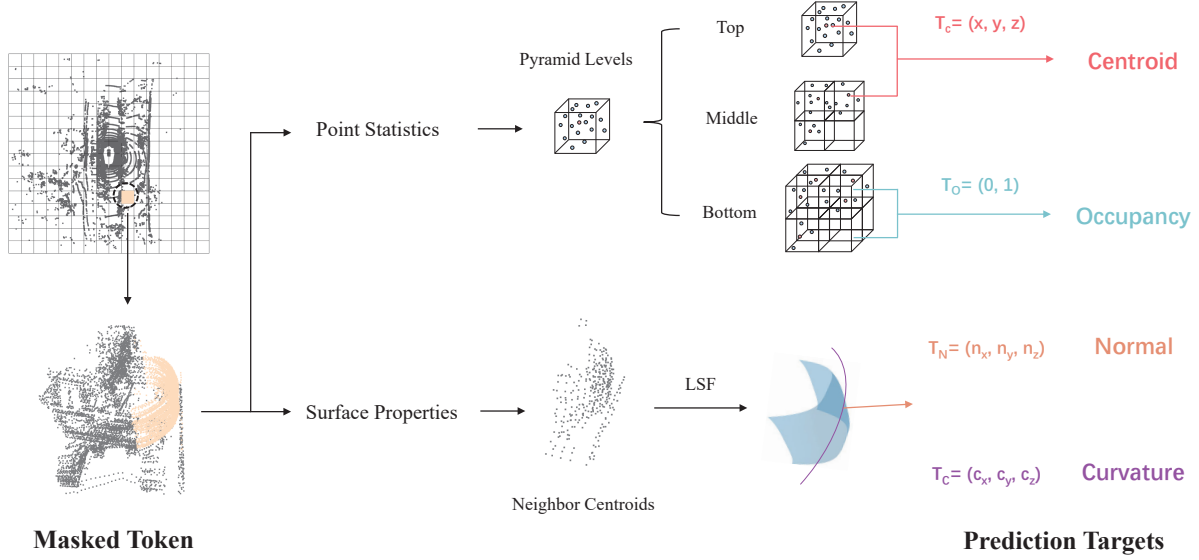 Top
T_c= (x, y, z)
Pyramid Levels
Centroid
Point Statistics
Middle
T_O= (0, 1)
Bottom
Occupancy
T_N= (n_x, n_y, n_z)
Normal
LSF
Surface Properties
T_C= (c_x, c_y, c_z)
Curvature
Neighbor Centroids
Masked Token
Prediction Targets